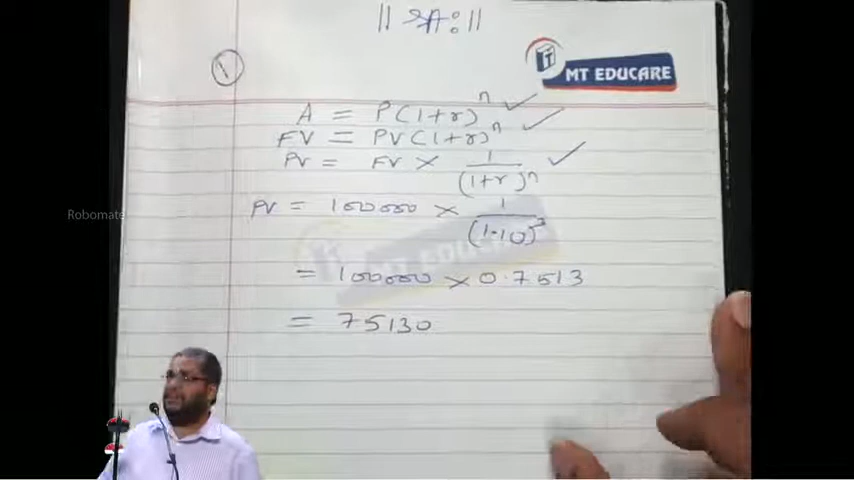 || श्री: ||
MT EDUCARE
①
A = P(1+r)ⁿ ✓
FV = PV(1+r)ⁿ ✓
PV = FV × 1/(1+r)ⁿ ✓
Robomate
PV = 100000 × 1/(1.10)³
= 100000 × 0.7513
= 75130